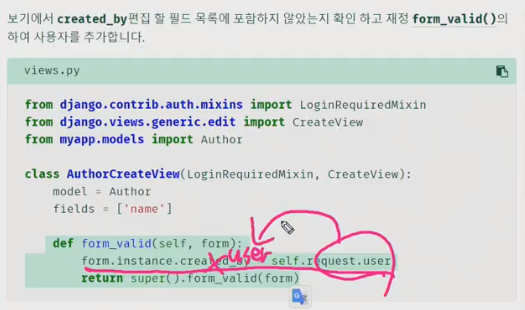 보기에서 created_by편집 할 필드 목록에 포함하지 않았는지 확인 하고 재정 form_valid()의
하여 사용자를 추가합니다.
views.py
from django.contrib.auth.mixins import LoginRequiredMixin
from django.views.generic.edit import CreateView
from myapp.models import Author
class AuthorCreateView(LoginRequiredMixin, CreateView):
model = Author
fields = ['name']
def form_valid(self, form):
user
form.instance.created_by = self.request.user
return super().form_valid(form)